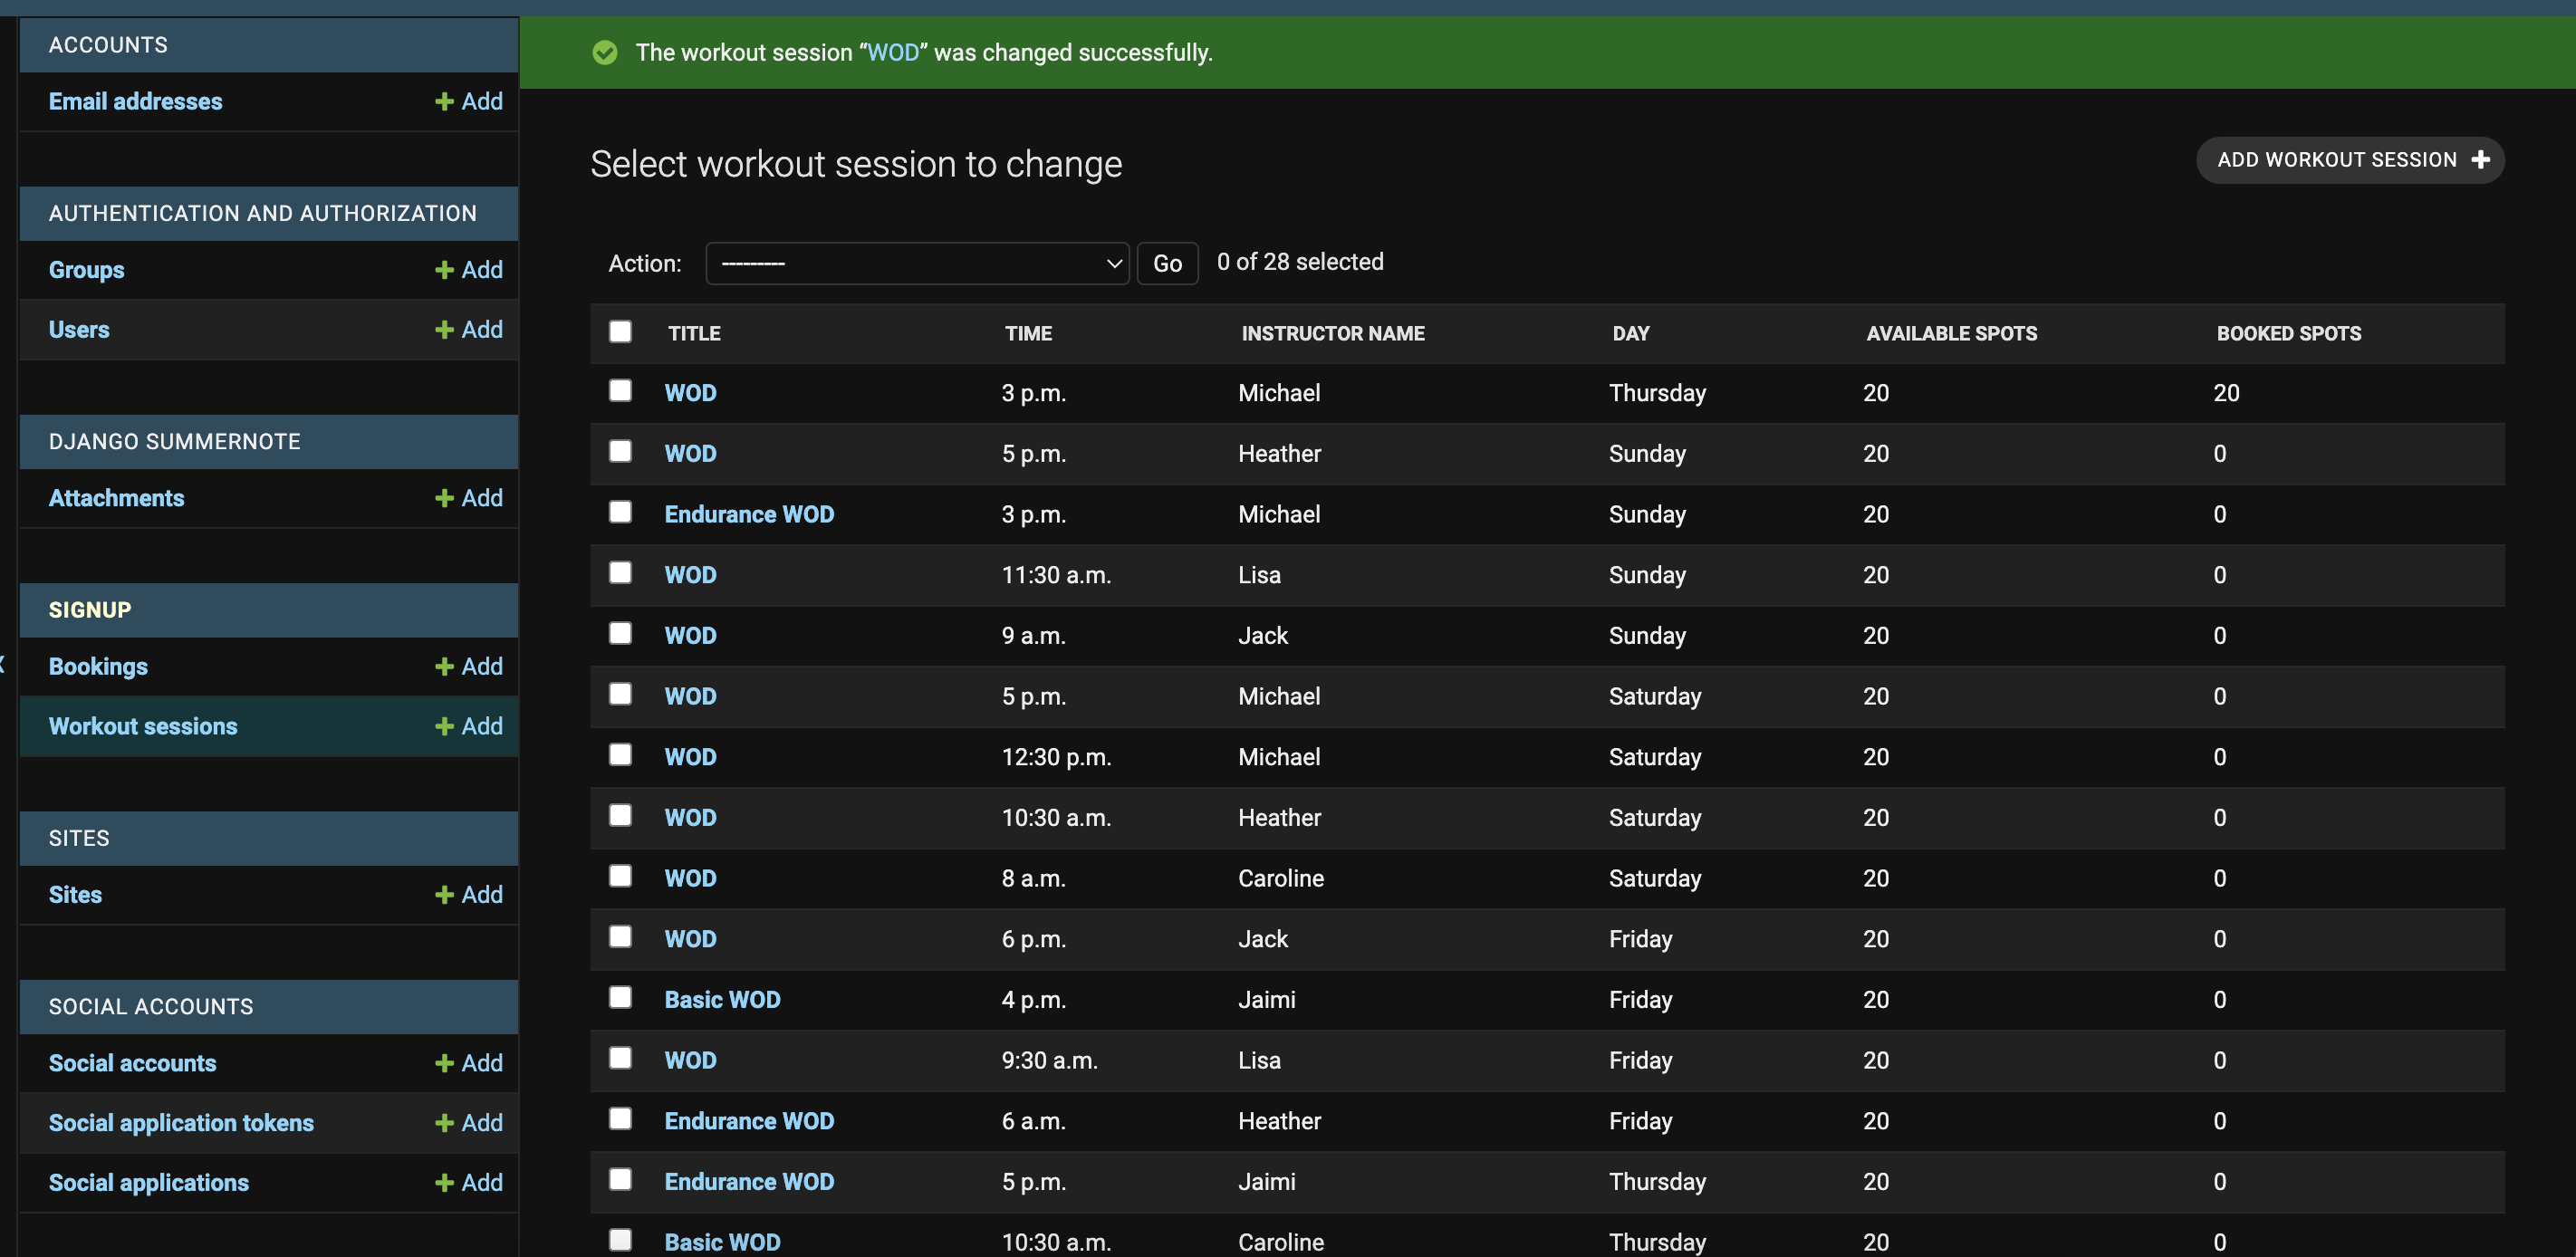 ACCOUNTS
Email addresses + Add
AUTHENTICATION AND AUTHORIZATION
Groups + Add
Users + Add
DJANGO SUMMERNOTE
Attachments + Add
SIGNUP
Bookings + Add
Workout sessions + Add
SITES
Sites + Add
SOCIAL ACCOUNTS
Social accounts + Add
Social application tokens + Add
Social applications + Add
The workout session “WOD” was changed successfully.
Select workout session to change
ADD WORKOUT SESSION +
Action: --------- Go 0 of 28 selected
TITLE TIME INSTRUCTOR NAME DAY AVAILABLE SPOTS BOOKED SPOTS
WOD 3 p.m. Michael Thursday 20 20
WOD 5 p.m. Heather Sunday 20 0
Endurance WOD 3 p.m. Michael Sunday 20 0
WOD 11:30 a.m. Lisa Sunday 20 0
WOD 9 a.m. Jack Sunday 20 0
WOD 5 p.m. Michael Saturday 20 0
WOD 12:30 p.m. Michael Saturday 20 0
WOD 10:30 a.m. Heather Saturday 20 0
WOD 8 a.m. Caroline Saturday 20 0
WOD 6 p.m. Jack Friday 20 0
Basic WOD 4 p.m. Jaimi Friday 20 0
WOD 9:30 a.m. Lisa Friday 20 0
Endurance WOD 6 a.m. Heather Friday 20 0
Endurance WOD 5 p.m. Jaimi Thursday 20 0
Basic WOD 10:30 a.m. Caroline Thursday 20 0